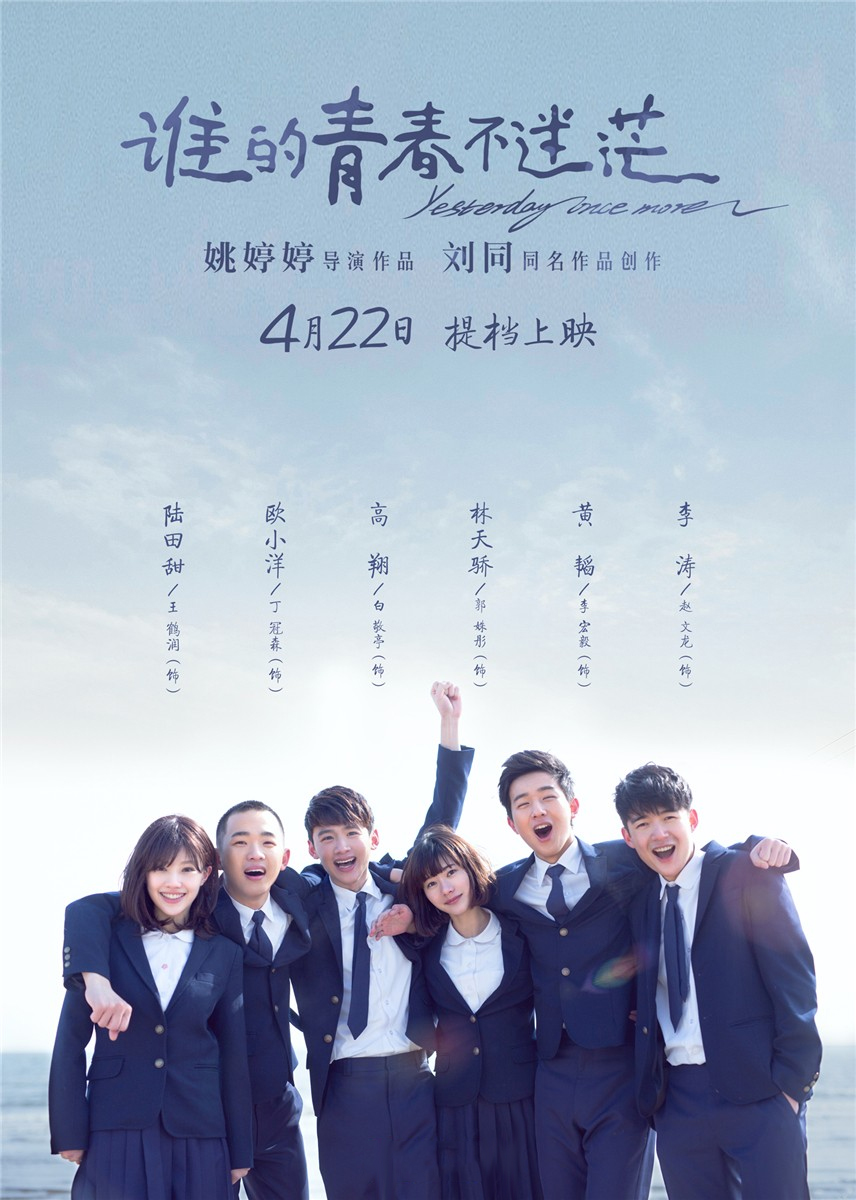 谁的青春不迷茫
Yesterday once more
姚婷婷导演作品 刘同同名作品创作
4月22日 提档上映
陆田甜/王鹤润(饰)
欧小洋/丁冠森(饰)
高翔/白敬亭(饰)
林天骄/郭姝彤(饰)
黄韬/李宏毅(饰)
李涛/赵文龙(饰)